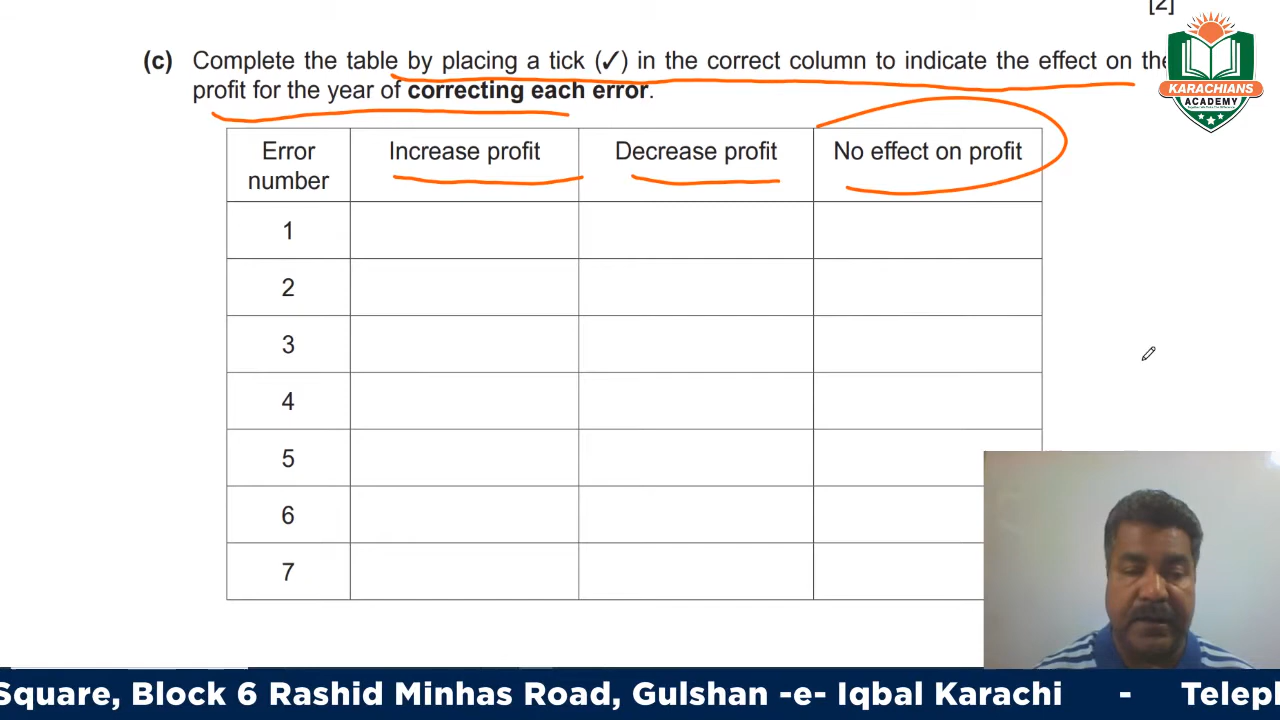 [2]
(c) Complete the table by placing a tick (✓) in the correct column to indicate the effect on the
profit for the year of correcting each error.
Error number Increase profit Decrease profit No effect on profit
1
2
3
4
5
6
7
KARACHIANS
ACADEMY
Square, Block 6 Rashid Minhas Road, Gulshan -e- Iqbal Karachi - Telep